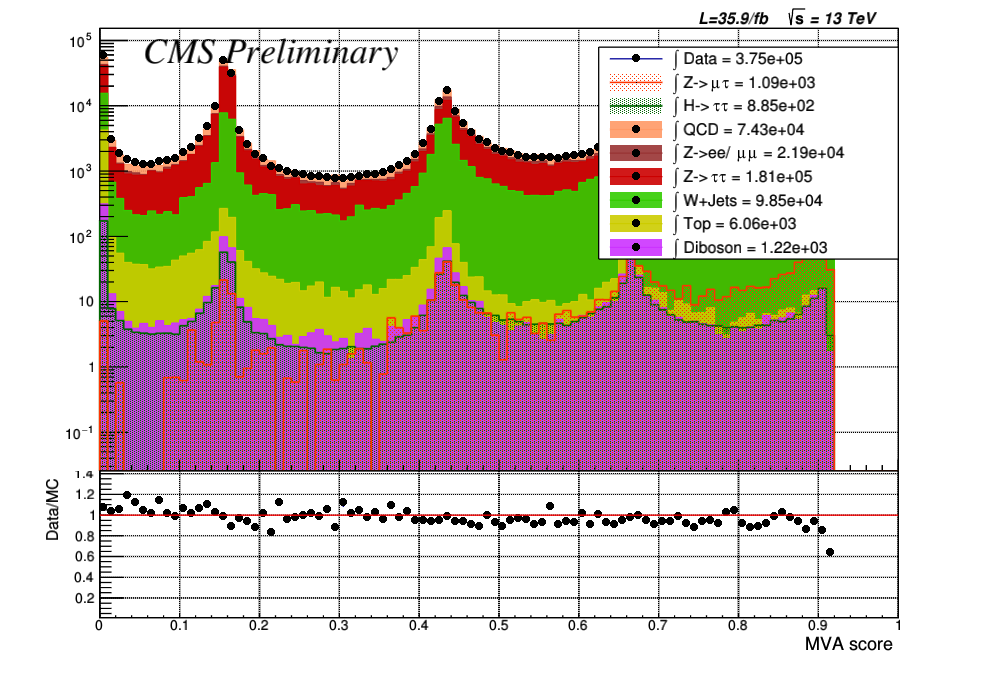 L=35.9/fb √s = 13 TeV
CMS Preliminary
∫ Data = 3.75e+05
∫ Z->μτ = 1.09e+03
∫ H->ττ = 8.85e+02
∫ QCD = 7.43e+04
∫ Z->ee/ μμ = 2.19e+04
∫ Z->ττ = 1.81e+05
∫ W+Jets = 9.85e+04
∫ Top = 6.06e+03
∫ Diboson = 1.22e+03
10⁵
10⁴
10³
10²
10
1
10⁻¹
Data/MC
1.4
1.2
1
0.8
0.6
0.4
0.2
0 0.1 0.2 0.3 0.4 0.5 0.6 0.7 0.8 0.9 1
MVA score